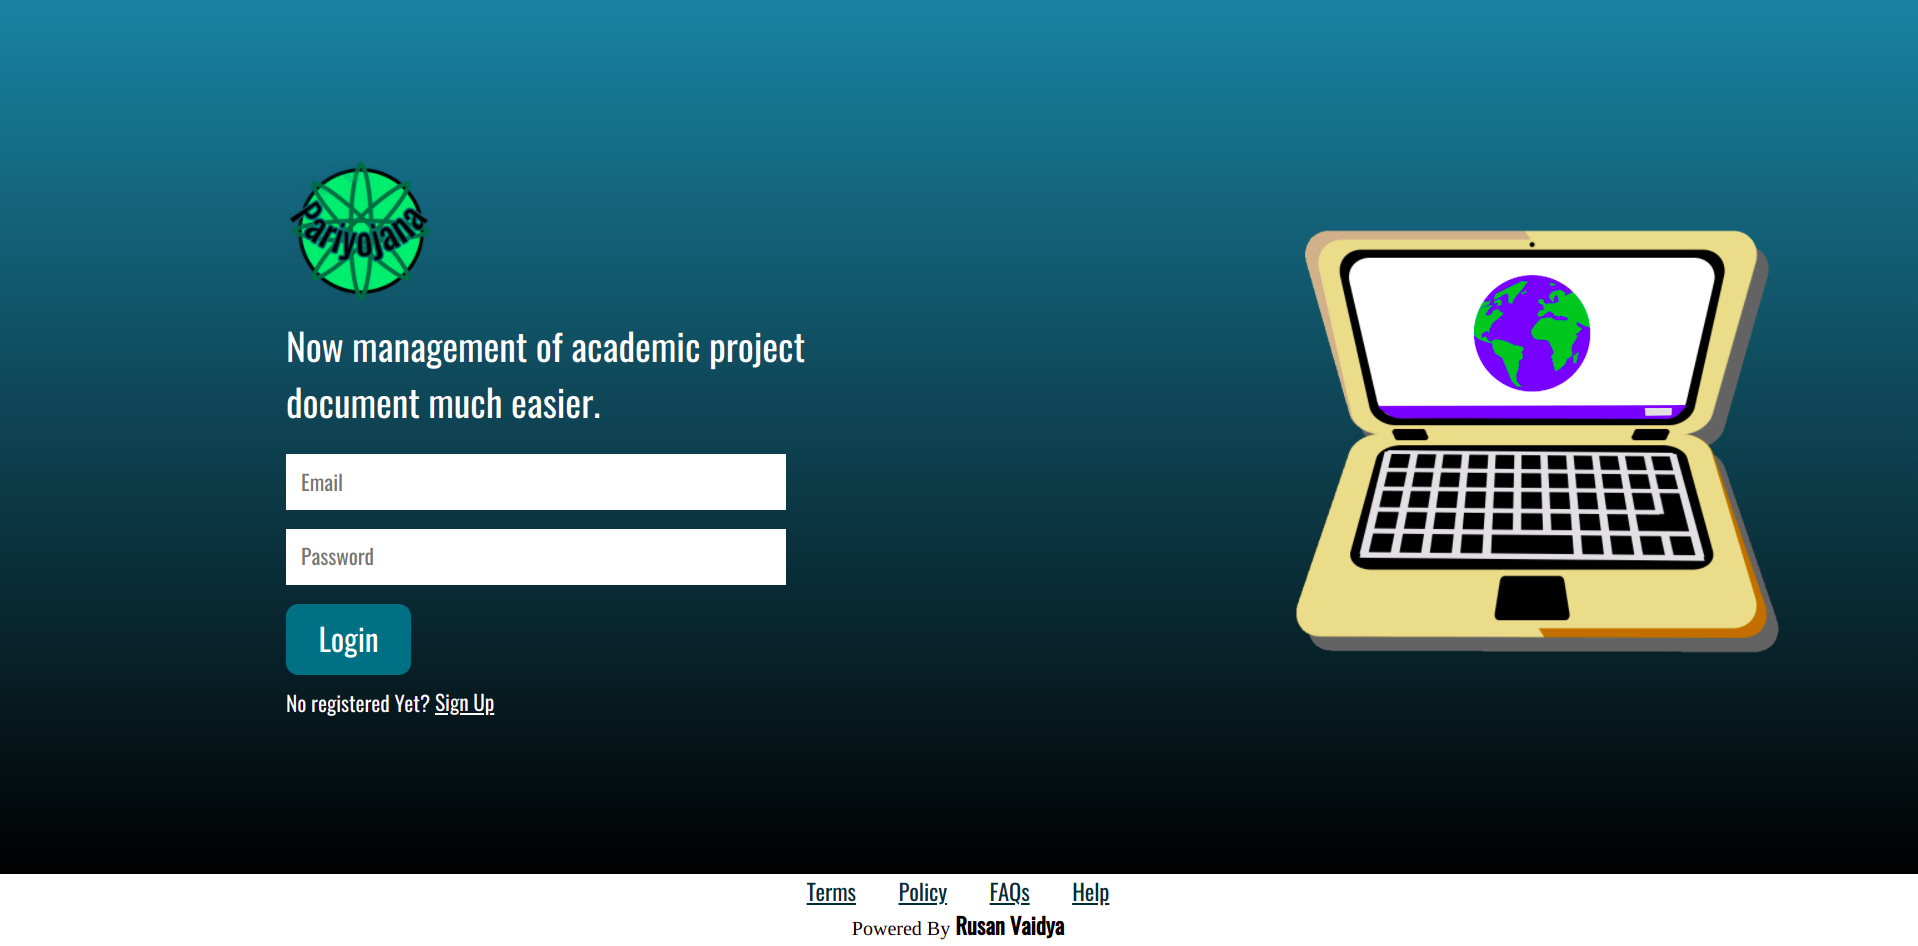 Pariyojana
Now management of academic project
document much easier.
Email
Password
Login
No registered Yet? Sign Up
Terms Policy FAQs Help
Powered By Rusan Vaidya